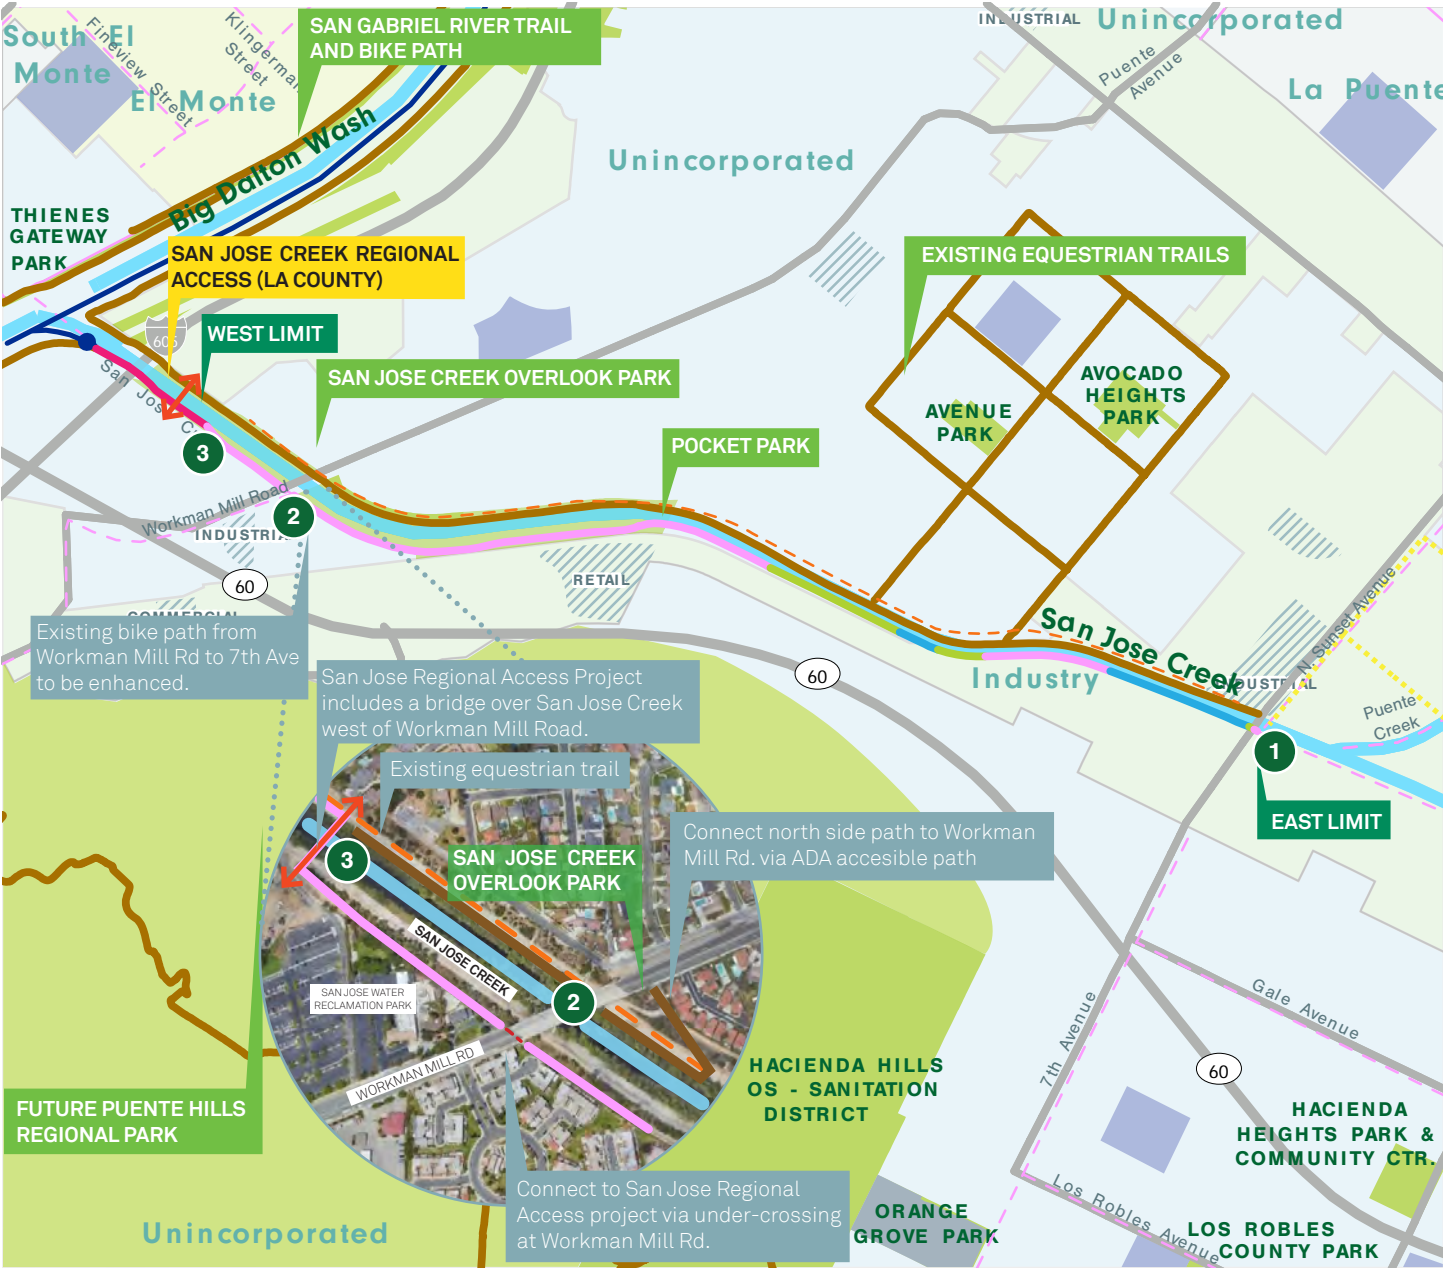 SAN GABRIEL RIVER TRAIL
AND BIKE PATH
INDUSTRIAL
Unincorporated
South El
Monte
Fineview Street
Klingerman
Street
El Monte
Puente
Avenue
La Puente
Big Dalton Wash
Unincorporated
THIENES
GATEWAY
PARK
SAN JOSE CREEK REGIONAL
ACCESS (LA COUNTY)
EXISTING EQUESTRIAN TRAILS
605
WEST LIMIT
SAN JOSE CREEK OVERLOOK PARK
San Jos
AVOCADO
HEIGHTS
PARK
AVENUE
PARK
3
POCKET PARK
Workman Mill Road
2
INDUSTRIA
60
RETAIL
COMMERCIAL
Existing bike path from
Workman Mill Rd to 7th Ave
to be enhanced.
San Jose Creek
N. Sunset Avenue
INDUSTRIAL
Industry
60
Puente
Creek
San Jose Regional Access Project
includes a bridge over San Jose Creek
west of Workman Mill Road.
1
EAST LIMIT
Existing equestrian trail
Connect north side path to Workman
Mill Rd. via ADA accesible path
3
SAN JOSE CREEK
OVERLOOK PARK
SAN JOSE CREEK
2
SAN JOSE WATER
RECLAMATION PARK
WORKMAN MILL RD
Gale Avenue
7th Avenue
60
HACIENDA HILLS
OS - SANITATION
DISTRICT
FUTURE PUENTE HILLS
REGIONAL PARK
HACIENDA
HEIGHTS PARK &
COMMUNITY CTR.
Connect to San Jose Regional
Access project via under-crossing
at Workman Mill Rd.
Los Robles Avenue
ORANGE
GROVE PARK
LOS ROBLES
COUNTY PARK
Unincorporated